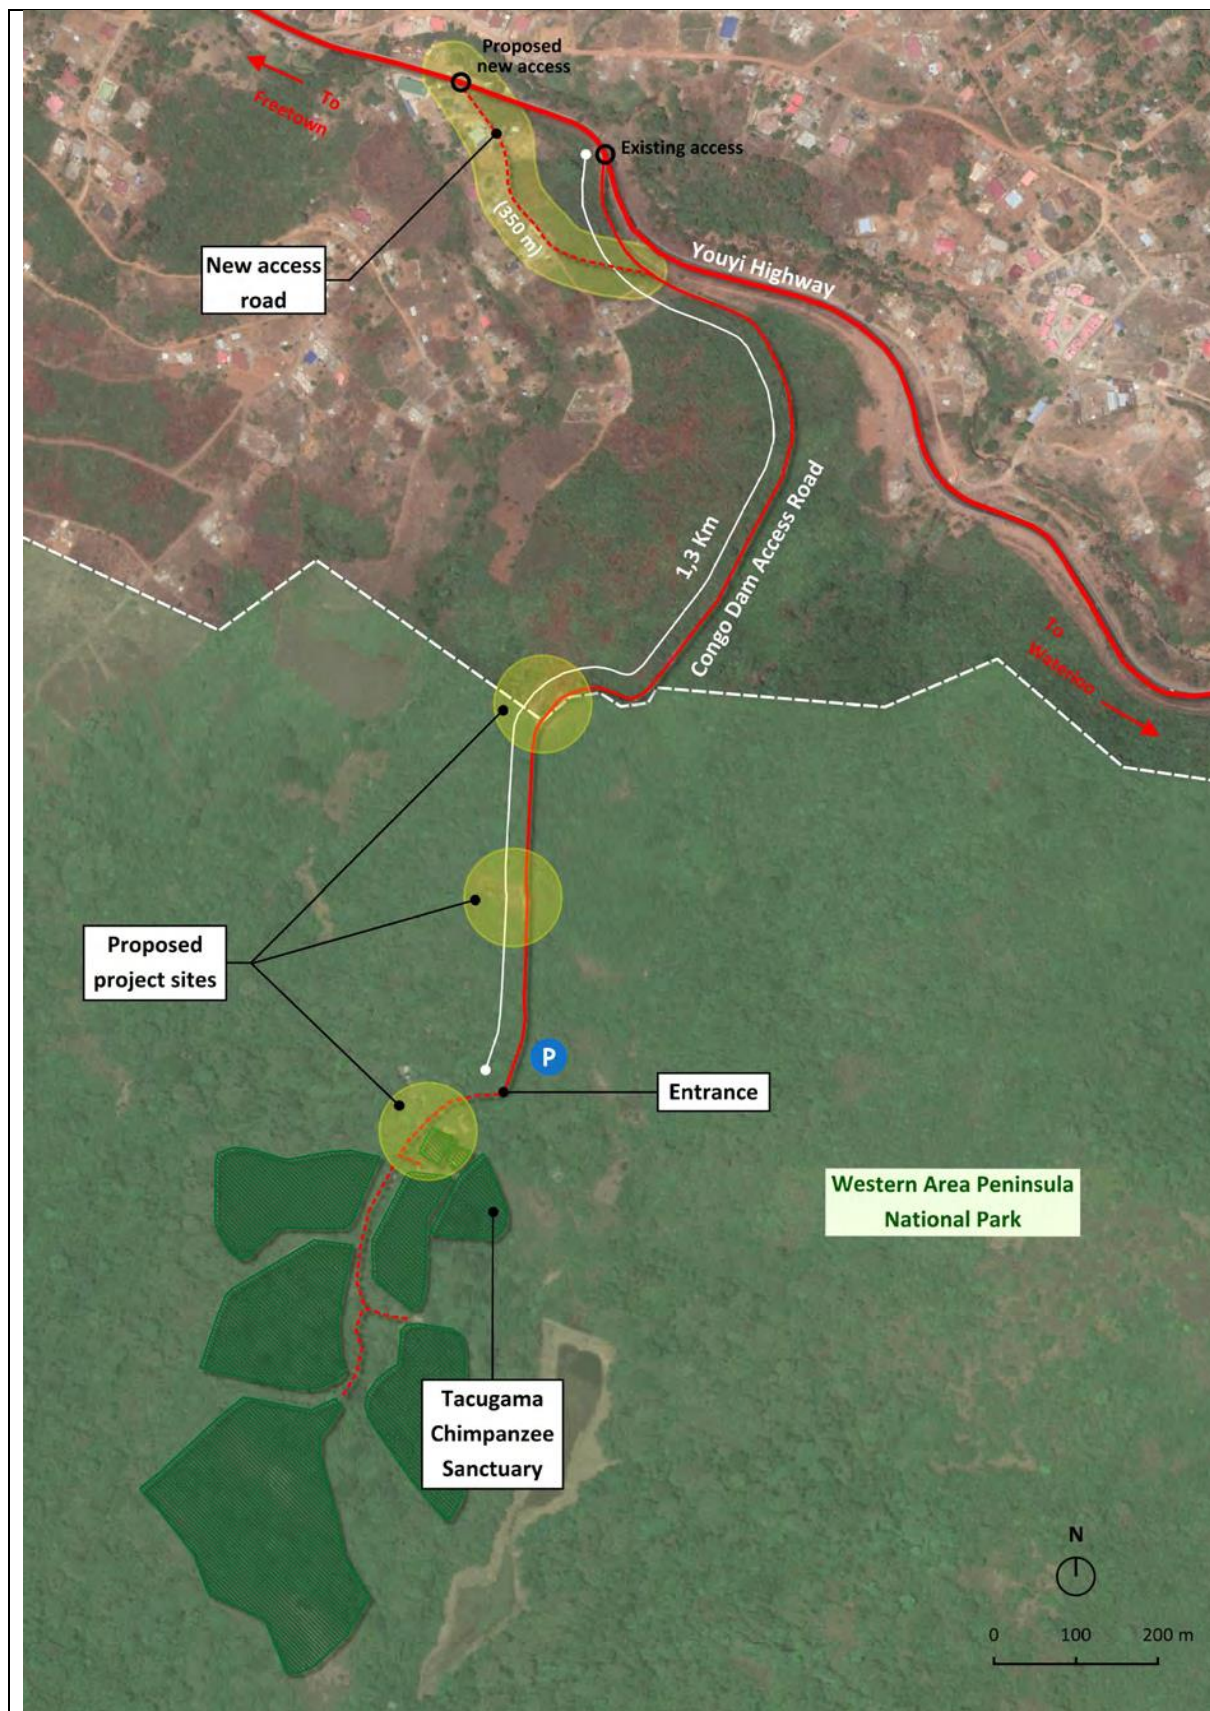 Proposed
new access
To
Freetown
Existing access
(350 m)
New access
road
Youyi Highway
1,3 Km
Congo Dam Access Road
To
Waterloo
Proposed
project sites
P
Entrance
Western Area Peninsula
National Park
Tacugama
Chimpanzee
Sanctuary
N
0 100 200 m